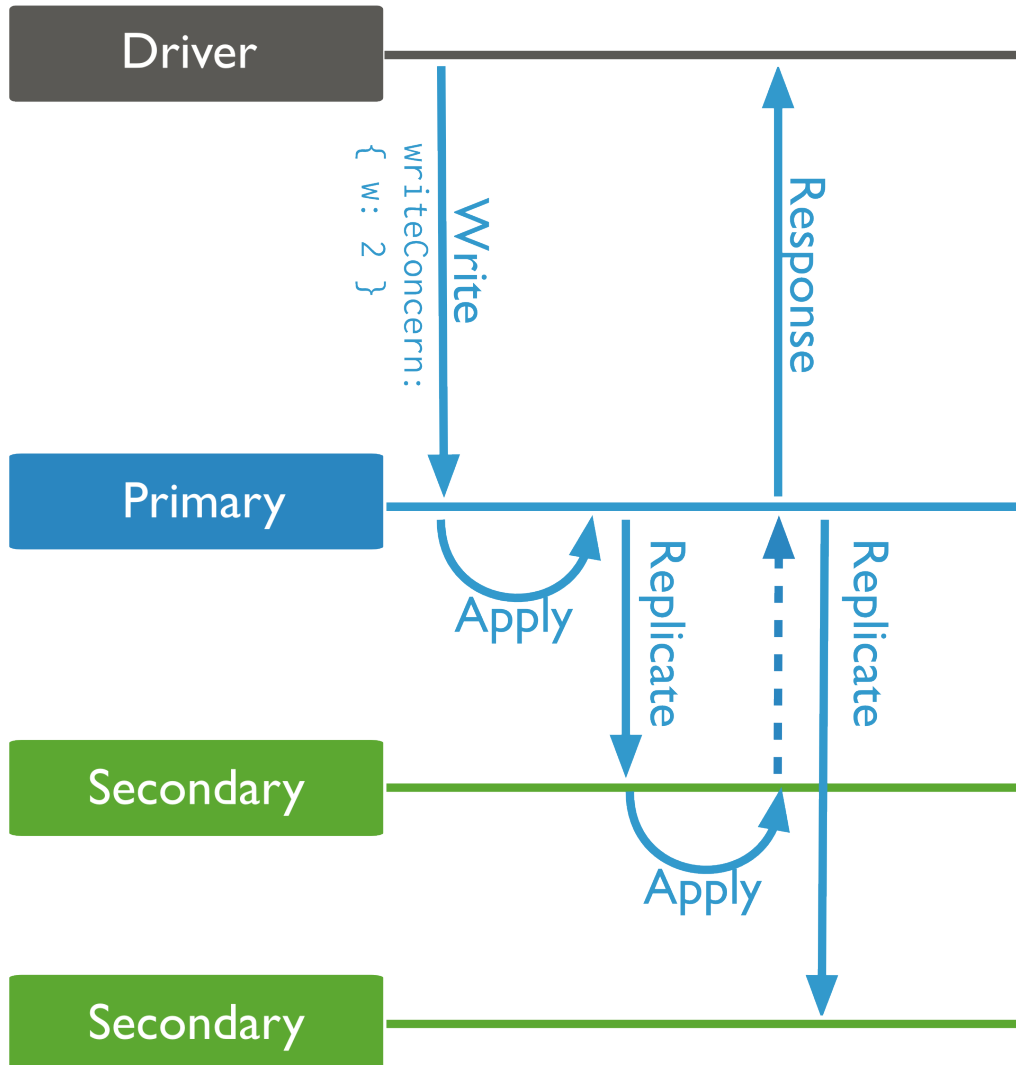 Driver
Write
writeConcern:
{ w: 2 }
Response
Primary
Apply
Replicate
Replicate
Secondary
Apply
Secondary